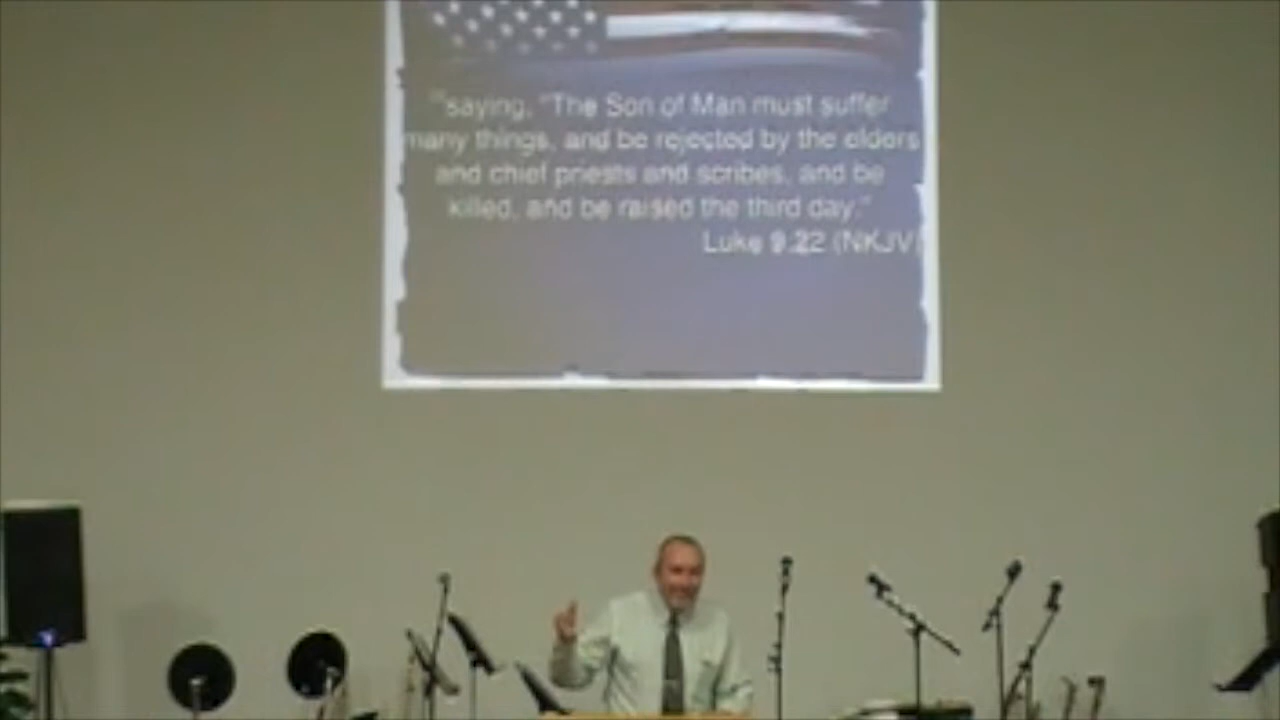 saying, "The Son of Man must suffer
many things, and be rejected by the elders
and chief priests and scribes, and be
killed, and be raised the third day."
Luke 9.22 (NKJV)